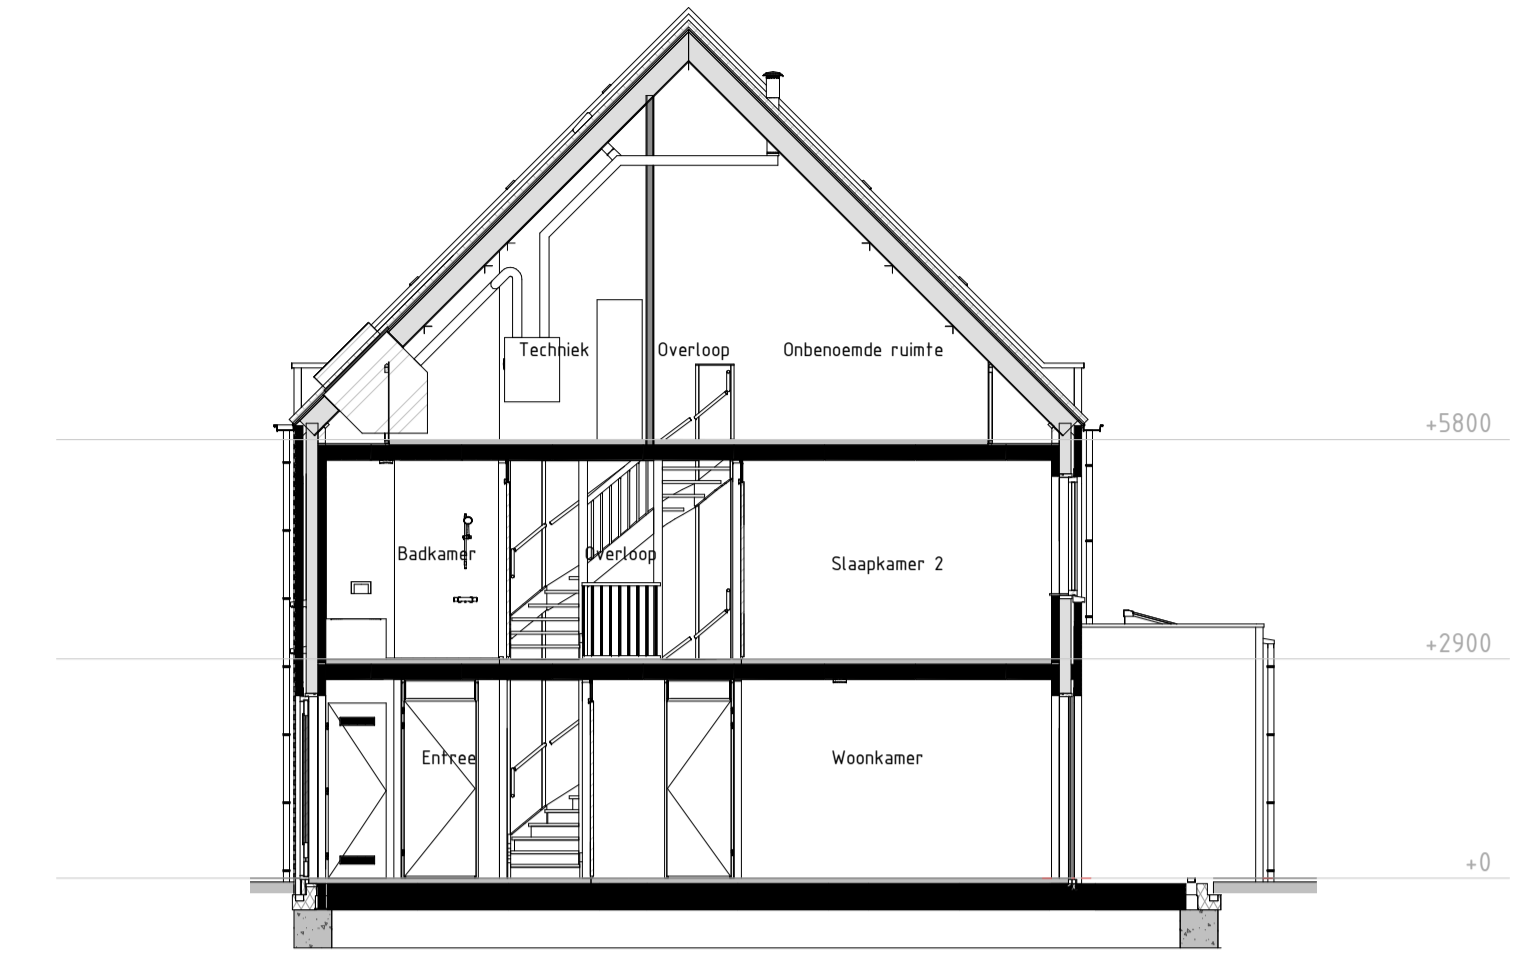 Techniek
Overloop
Onbenoemde ruimte
+5800
Badkamer
Overloop
Slaapkamer 2
+2900
Entree
Woonkamer
+0